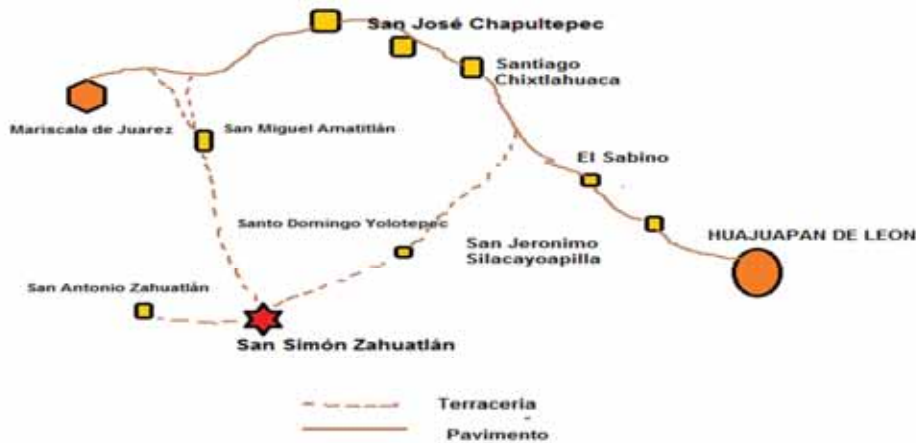 San José Chapultepec
Santiago
Chixtlahuaca
Mariscala de Juarez
San Miguel Amatitlán
El Sabino
Santo Domingo Yolotepec
San Jeronimo
Silacayoapilla
HUAJUAPAN DE LEON
San Antonio Zahuatlán
San Simón Zahuatlán
Terraceria
Pavimento